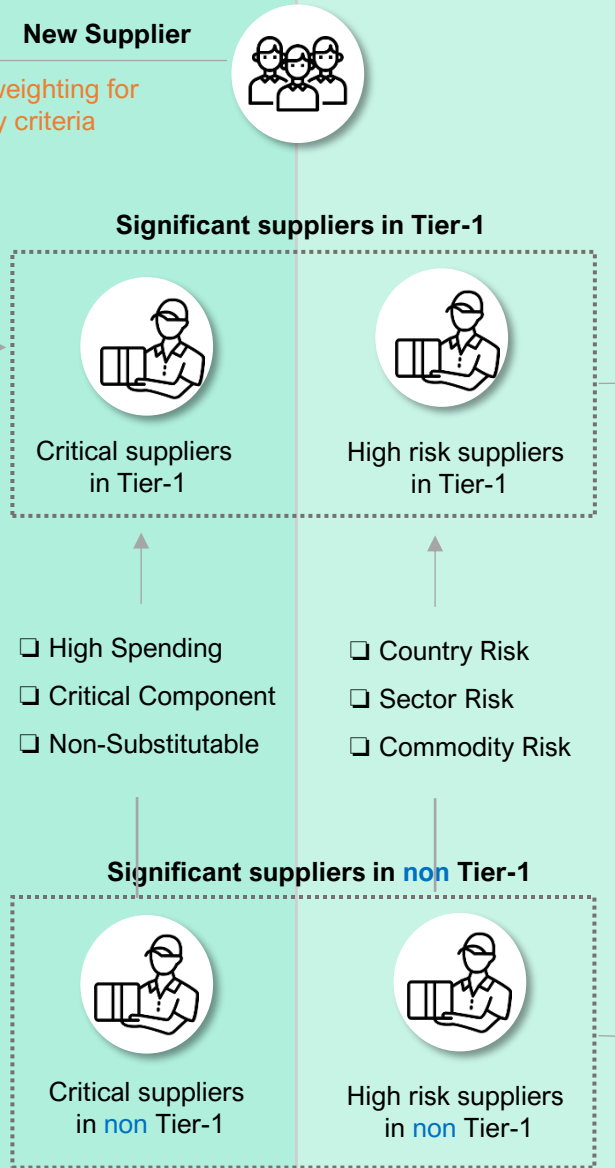 New Supplier
weighting for
y criteria
Significant suppliers in Tier-1
Critical suppliers
in Tier-1
High risk suppliers
in Tier-1
❑ High Spending
❑ Critical Component
❑ Non-Substitutable
❑ Country Risk
❑ Sector Risk
❑ Commodity Risk
Significant suppliers in non Tier-1
Critical suppliers
in non Tier-1
High risk suppliers
in non Tier-1